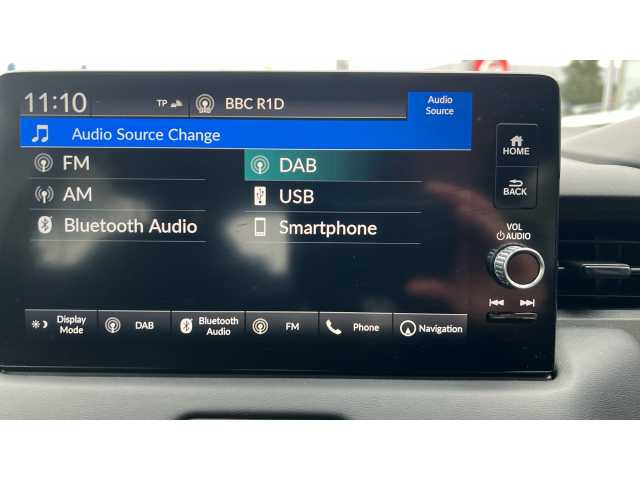 11:10 TP BBC R1D Audio Source
Audio Source Change
HOME
FM DAB
BACK
AM USB
Bluetooth Audio Smartphone
VOL
AUDIO
Display Mode DAB Bluetooth Audio FM Phone Navigation